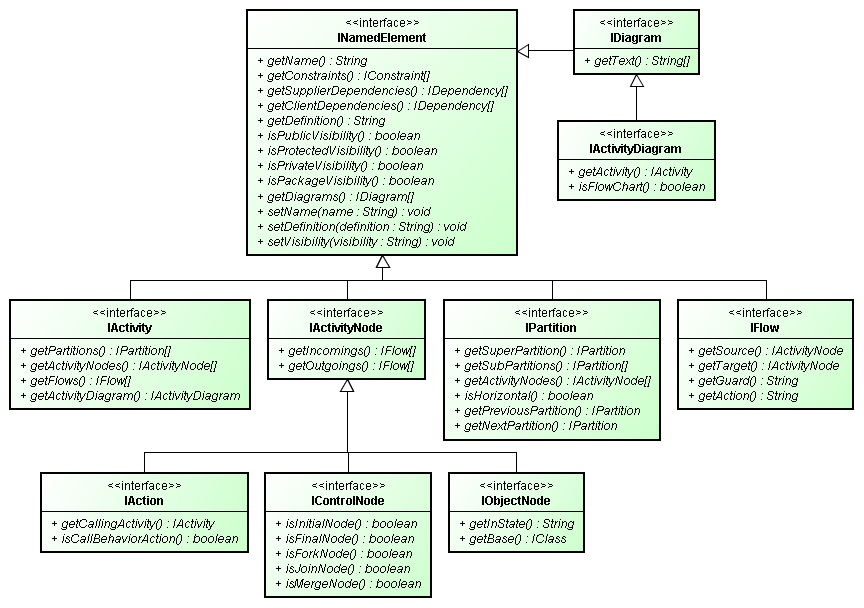 <<interface>>
INamedElement
+ getName() : String
+ getConstraints() : IConstraint[]
+ getSupplierDependencies() : IDependency[]
+ getClientDependencies() : IDependency[]
+ getDefinition() : String
+ isPublicVisibility() : boolean
+ isProtectedVisibility() : boolean
+ isPrivateVisibility() : boolean
+ isPackageVisibility() : boolean
+ getDiagrams() : IDiagram[]
+ setName(name : String) : void
+ setDefinition(definition : String) : void
+ setVisibility(visibility : String) : void
<<interface>>
IDiagram
+ getText() : String[]
<<interface>>
IActivityDiagram
+ getActivity() : IActivity
+ isFlowChart() : boolean
<<interface>>
IActivity
+ getPartitions() : IPartition[]
+ getActivityNodes() : IActivityNode[]
+ getFlows() : IFlow[]
+ getActivityDiagram() : IActivityDiagram
<<interface>>
IActivityNode
+ getIncomings() : IFlow[]
+ getOutgoings() : IFlow[]
<<interface>>
IPartition
+ getSuperPartition() : IPartition
+ getSubPartitions() : IPartition[]
+ getActivityNodes() : IActivityNode[]
+ isHorizontal() : boolean
+ getPreviousPartition() : IPartition
+ getNextPartition() : IPartition
<<interface>>
IFlow
+ getSource() : IActivityNode
+ getTarget() : IActivityNode
+ getGuard() : String
+ getAction() : String
<<interface>>
IAction
+ getCallingActivity() : IActivity
+ isCallBehaviorAction() : boolean
<<interface>>
IControlNode
+ isInitialNode() : boolean
+ isFinalNode() : boolean
+ isForkNode() : boolean
+ isJoinNode() : boolean
+ isMergeNode() : boolean
<<interface>>
IObjectNode
+ getInState() : String
+ getBase() : IClass